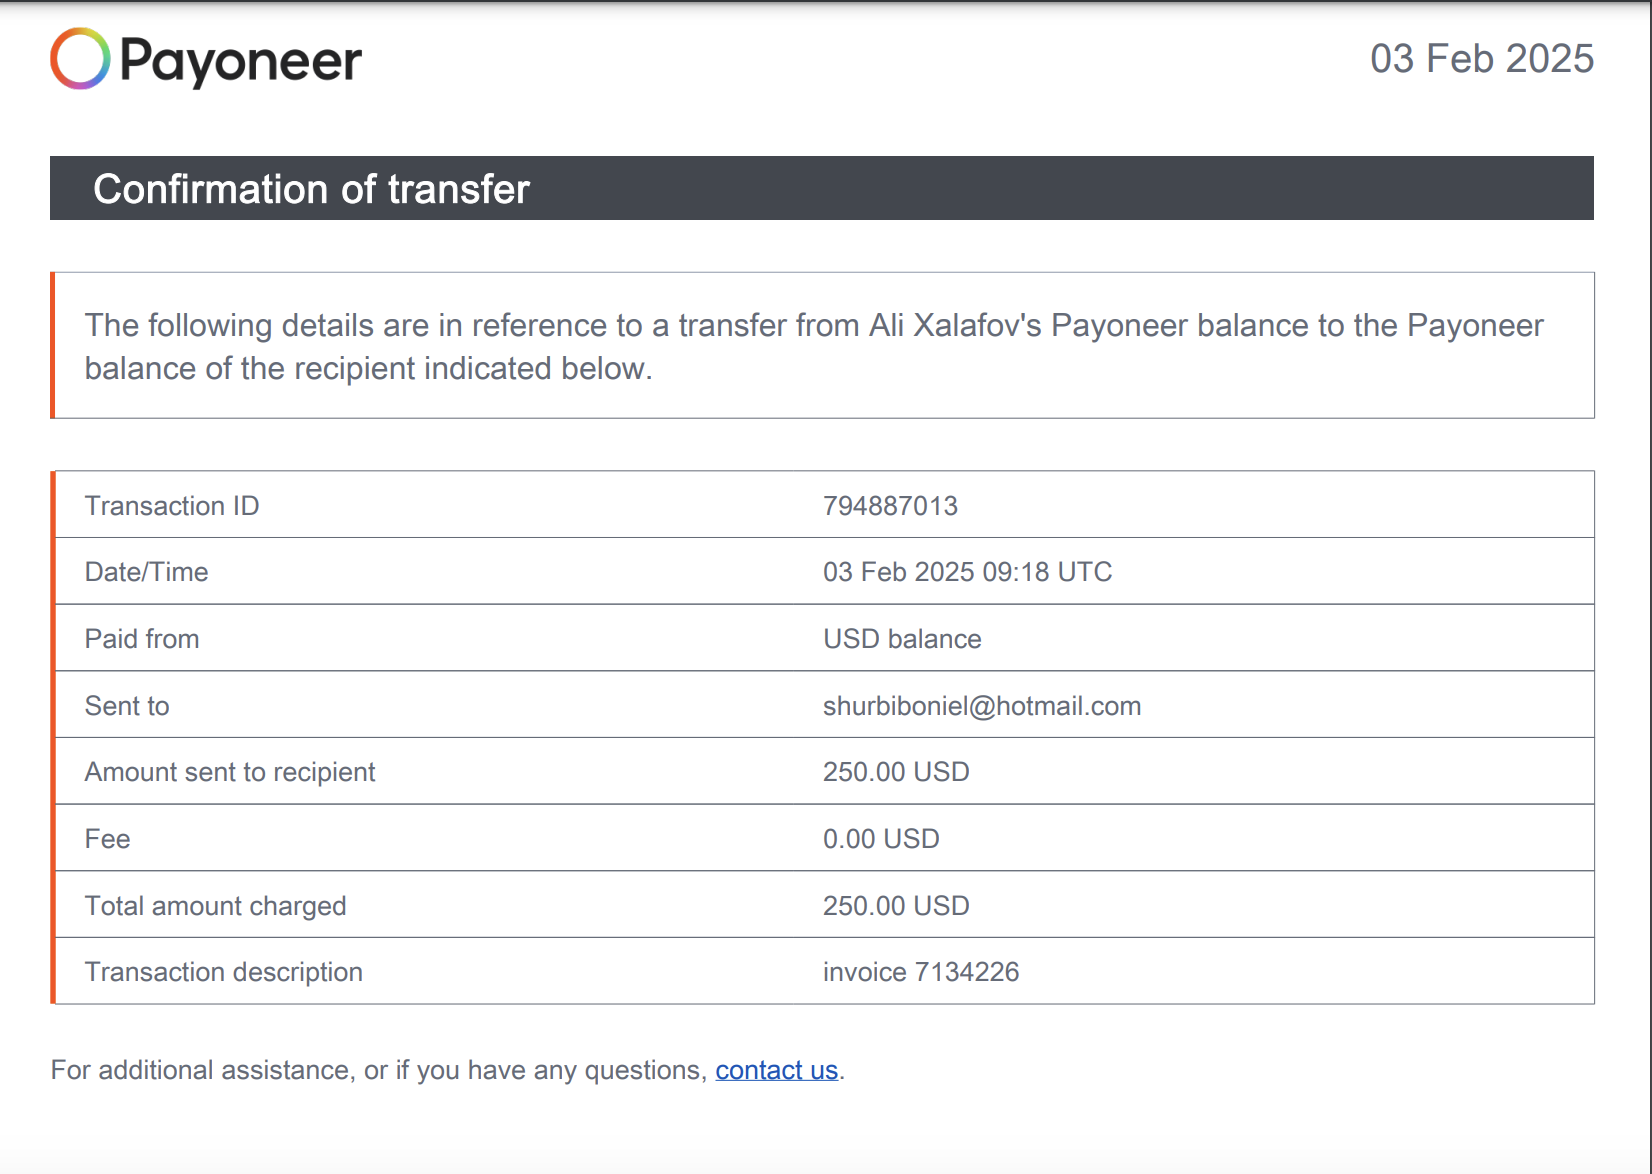 Payoneer
03 Feb 2025
Confirmation of transfer
The following details are in reference to a transfer from Ali Xalafov's Payoneer balance to the Payoneer
balance of the recipient indicated below.
Transaction ID 794887013
Date/Time 03 Feb 2025 09:18 UTC
Paid from USD balance
Sent to shurbiboniel@hotmail.com
Amount sent to recipient 250.00 USD
Fee 0.00 USD
Total amount charged 250.00 USD
Transaction description invoice 7134226
For additional assistance, or if you have any questions, contact us.